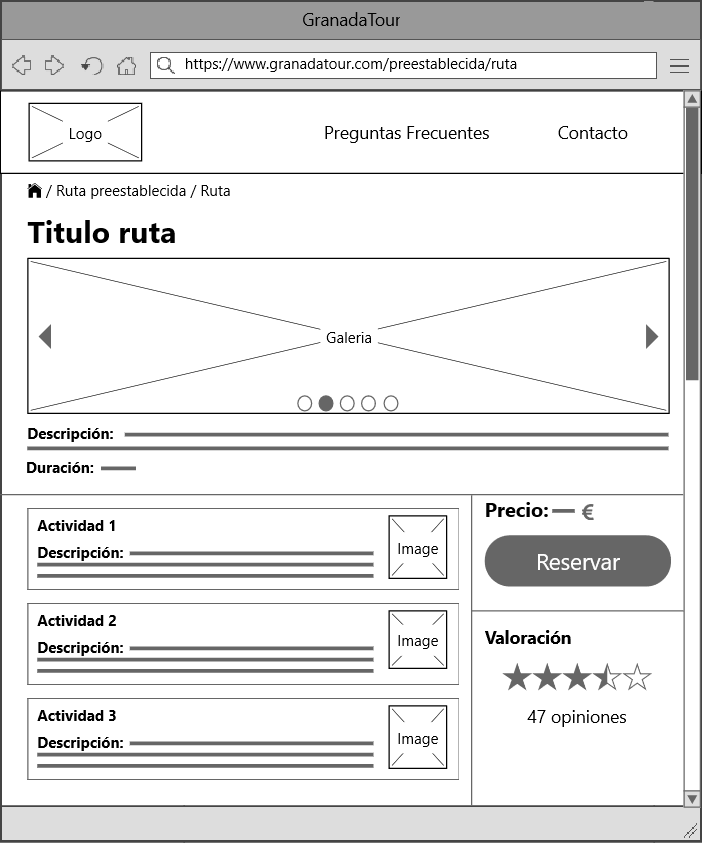 GranadaTour
https://www.granadatour.com/preestablecida/ruta
Logo
Preguntas Frecuentes
Contacto
/ Ruta preestablecida / Ruta
Titulo ruta
Galeria
Descripción:
Duración:
Actividad 1
Descripción:
Image
Actividad 2
Descripción:
Image
Actividad 3
Descripción:
Image
Precio: €
Reservar
Valoración
47 opiniones